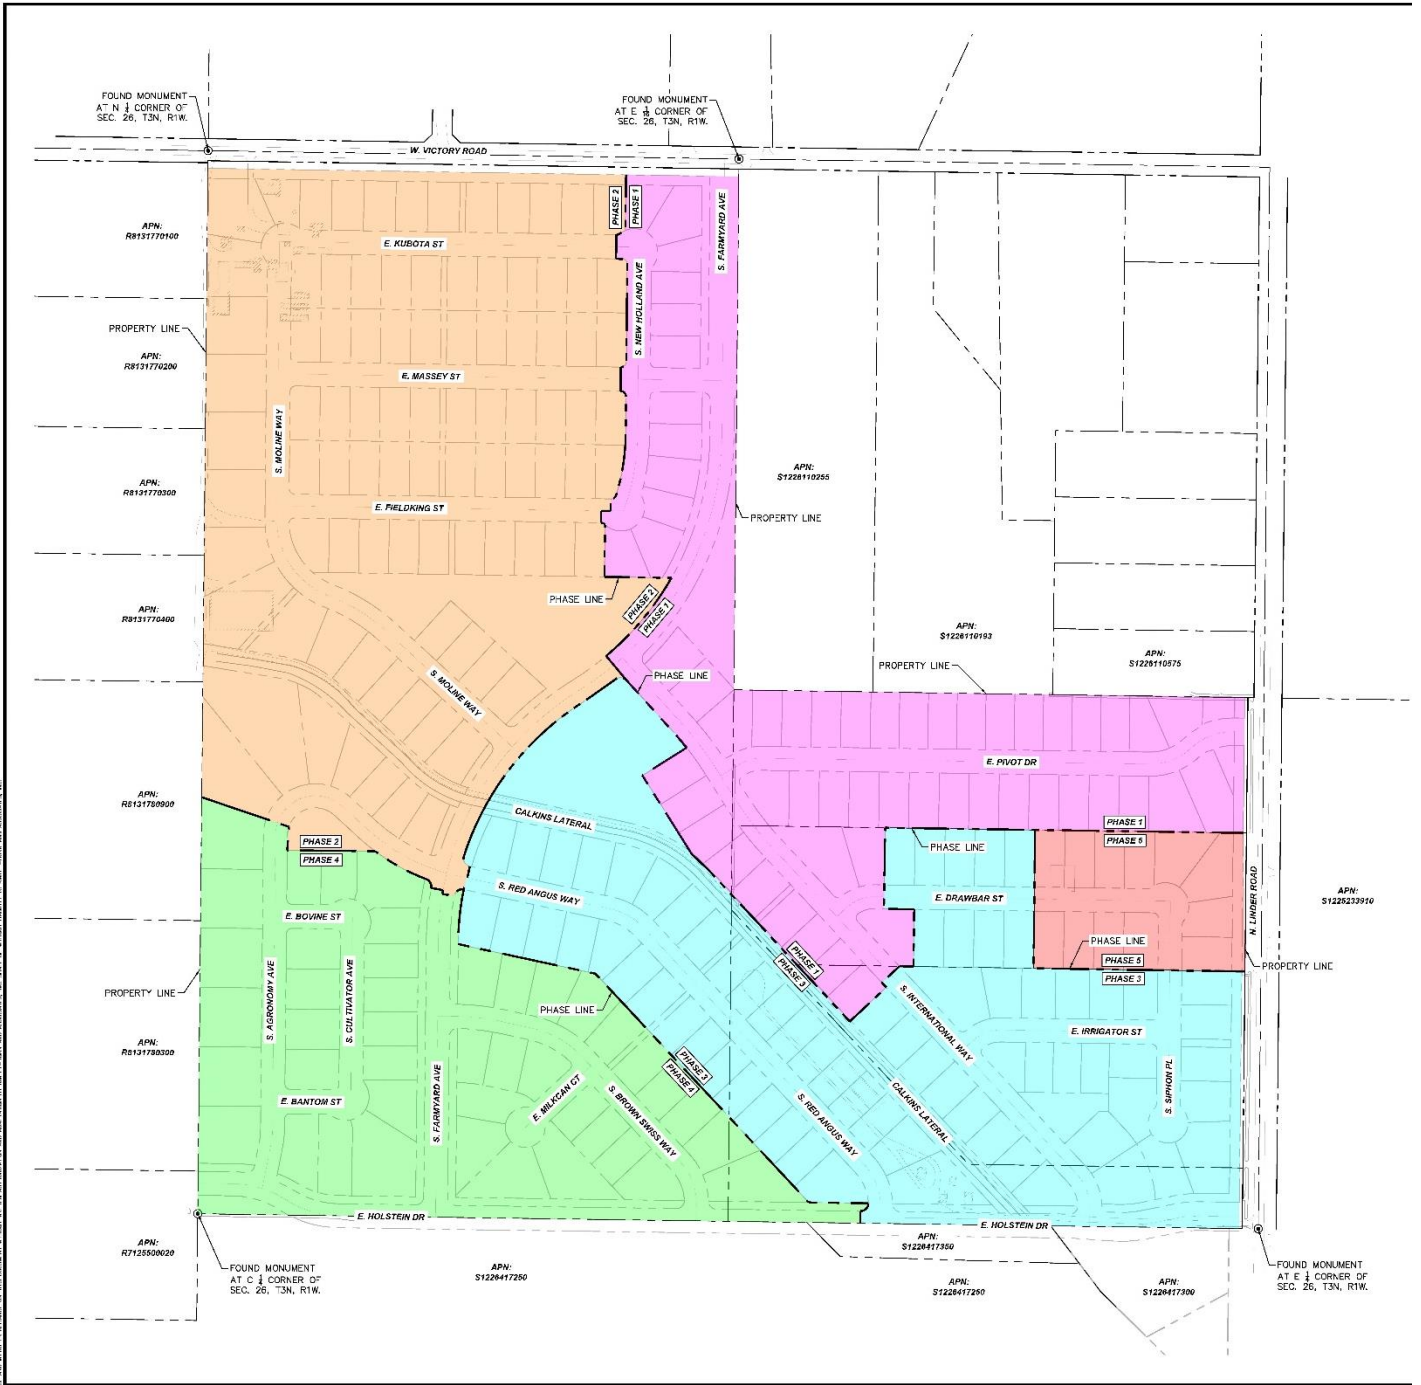 FOUND MONUMENT
AT N ¼ CORNER OF
SEC. 26, T3N, R1W.
FOUND MONUMENT
AT E 1/16 CORNER OF
SEC. 26, T3N, R1W.
W. VICTORY ROAD
APN:
R8131770100
PHASE 2
PHASE 1
S. FARMYARD AVE
E. KUBOTA ST
S. NEW HOLLAND AVE
PROPERTY LINE
APN:
R8131770200
E. MASSEY ST
S. MOLINE WAY
APN:
S1226110255
APN:
R8131770300
E. FIELDKING ST
PROPERTY LINE
PHASE LINE
PHASE 2
PHASE 1
APN:
R8131770400
APN:
S1226110193
APN:
S1226110575
PROPERTY LINE
PHASE LINE
S. MOLINE WAY
E. PIVOT DR
APN:
R8131780900
CALKINS LATERAL
PHASE 1
PHASE 5
PHASE 2
PHASE 4
PHASE LINE
S. RED ANGUS WAY
E. DRAWBAR ST
APN:
S1225233910
E. BOVINE ST
N. LINDER ROAD
PHASE LINE
PHASE 1
PHASE 3
PHASE 5
PHASE 3
PROPERTY LINE
PROPERTY LINE
S. AGRONOMY AVE
S. CULTIVATOR AVE
PHASE LINE
S. INTERNATIONAL WAY
E. IRRIGATOR ST
APN:
R8131780300
PHASE 3
PHASE 4
S. SIPHON PL
E. BANTOM ST
S. FARMYARD AVE
E. MILKCAN CT
S. BROWN SWISS WAY
S. RED ANGUS WAY
CALKINS LATERAL
E. HOLSTEIN DR
E. HOLSTEIN DR
APN:
R7125500020
APN:
S1226417350
FOUND MONUMENT
AT C ¼ CORNER OF
SEC. 26, T3N, R1W.
APN:
S1226417250
APN:
S1226417250
APN:
S1226417300
FOUND MONUMENT
AT E ¼ CORNER OF
SEC. 26, T3N, R1W.